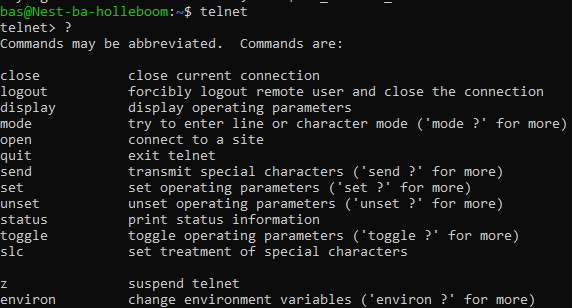 bas@Nest-ba-holleboom:~$ telnet
telnet> ?
Commands may be abbreviated.  Commands are:

close           close current connection
logout          forcibly logout remote user and close the connection
display         display operating parameters
mode            try to enter line or character mode ('mode ?' for more)
open            connect to a site
quit            exit telnet
send            transmit special characters ('send ?' for more)
set             set operating parameters ('set ?' for more)
unset           unset operating parameters ('unset ?' for more)
status          print status information
toggle          toggle operating parameters ('toggle ?' for more)
slc             set treatment of special characters

z               suspend telnet
environ         change environment variables ('environ ?' for more)